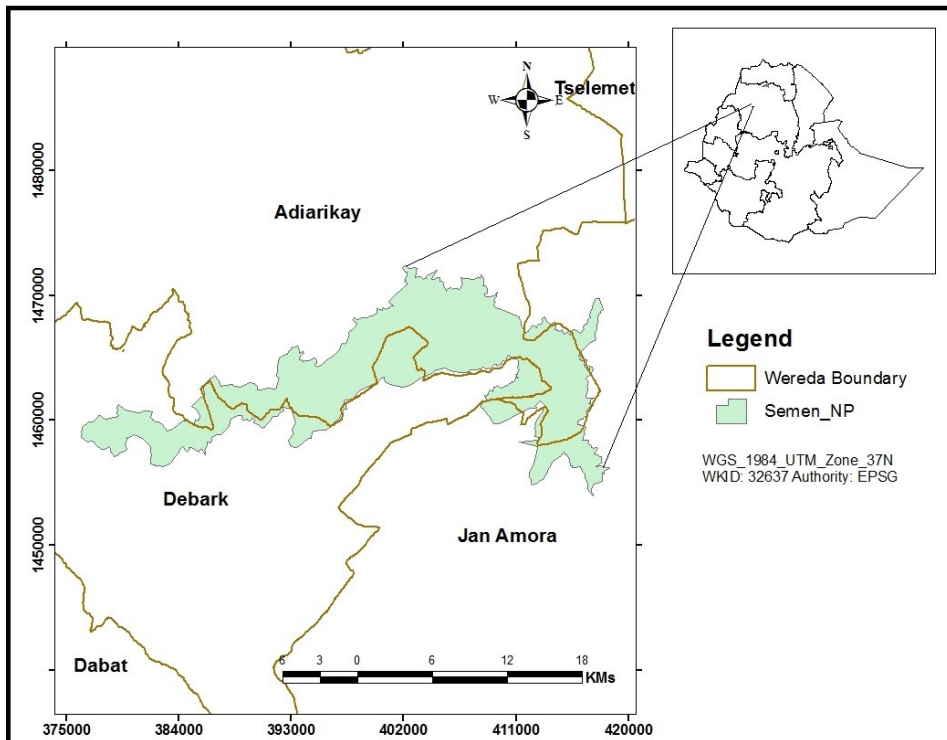 N
W
E
S
Tselemet
Adiarikay
Debark
Jan Amora
Dabat
1480000
1470000
1460000
1450000
6 3 0 6 12 18
KMs
375000 384000 393000 402000 411000 420000
Legend
Wereda Boundary
Semen_NP
WGS_1984_UTM_Zone_37N
WKID: 32637 Authority: EPSG